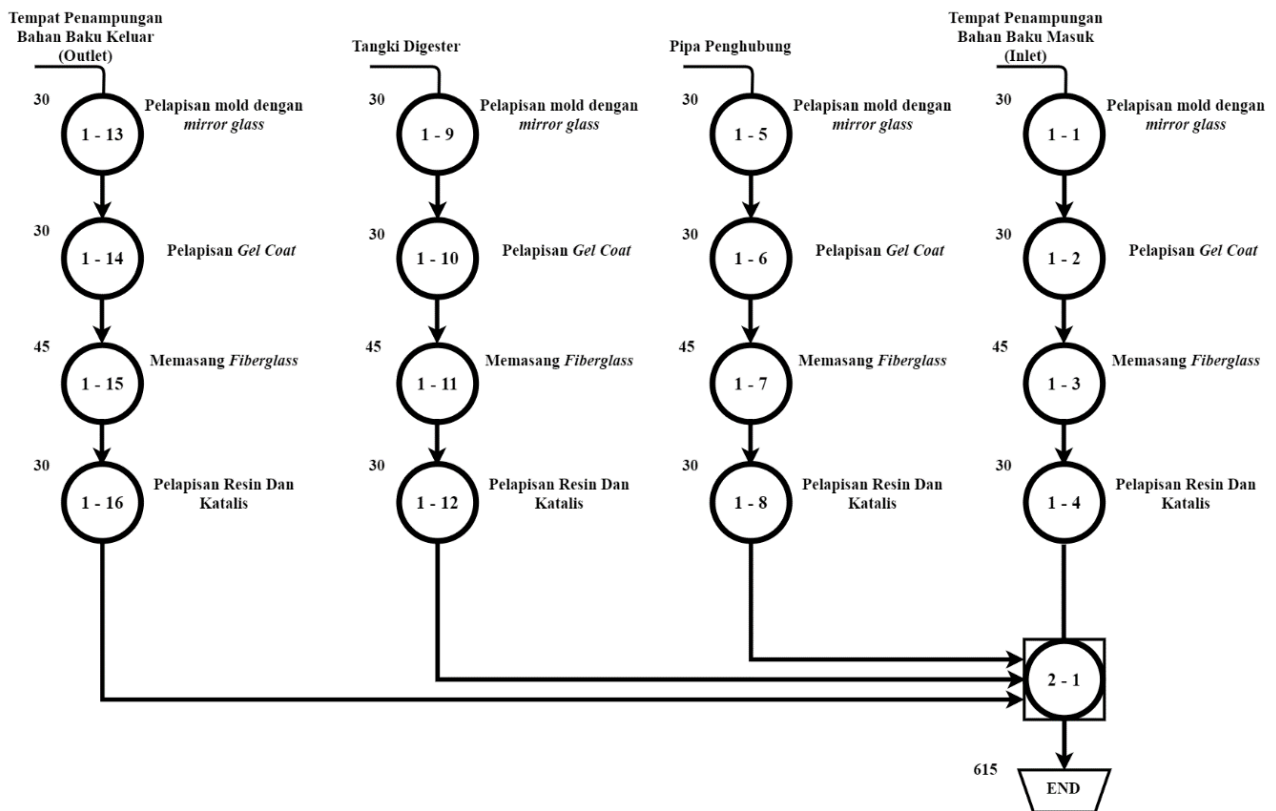 Tempat Penampungan
Bahan Baku Keluar
(Outlet)
Tangki Digester
Pipa Penghubung
Tempat Penampungan
Bahan Baku Masuk
(Inlet)
30
1 - 13
Pelapisan mold dengan
mirror glass
30
1 - 9
Pelapisan mold dengan
mirror glass
30
1 - 5
Pelapisan mold dengan
mirror glass
30
1 - 1
Pelapisan mold dengan
mirror glass
30
1 - 14
Pelapisan Gel Coat
30
1 - 10
Pelapisan Gel Coat
30
1 - 6
Pelapisan Gel Coat
30
1 - 2
Pelapisan Gel Coat
45
1 - 15
Memasang Fiberglass
45
1 - 11
Memasang Fiberglass
45
1 - 7
Memasang Fiberglass
45
1 - 3
Memasang Fiberglass
30
1 - 16
Pelapisan Resin Dan
Katalis
30
1 - 12
Pelapisan Resin Dan
Katalis
30
1 - 8
Pelapisan Resin Dan
Katalis
30
1 - 4
Pelapisan Resin Dan
Katalis
2 - 1
615
END